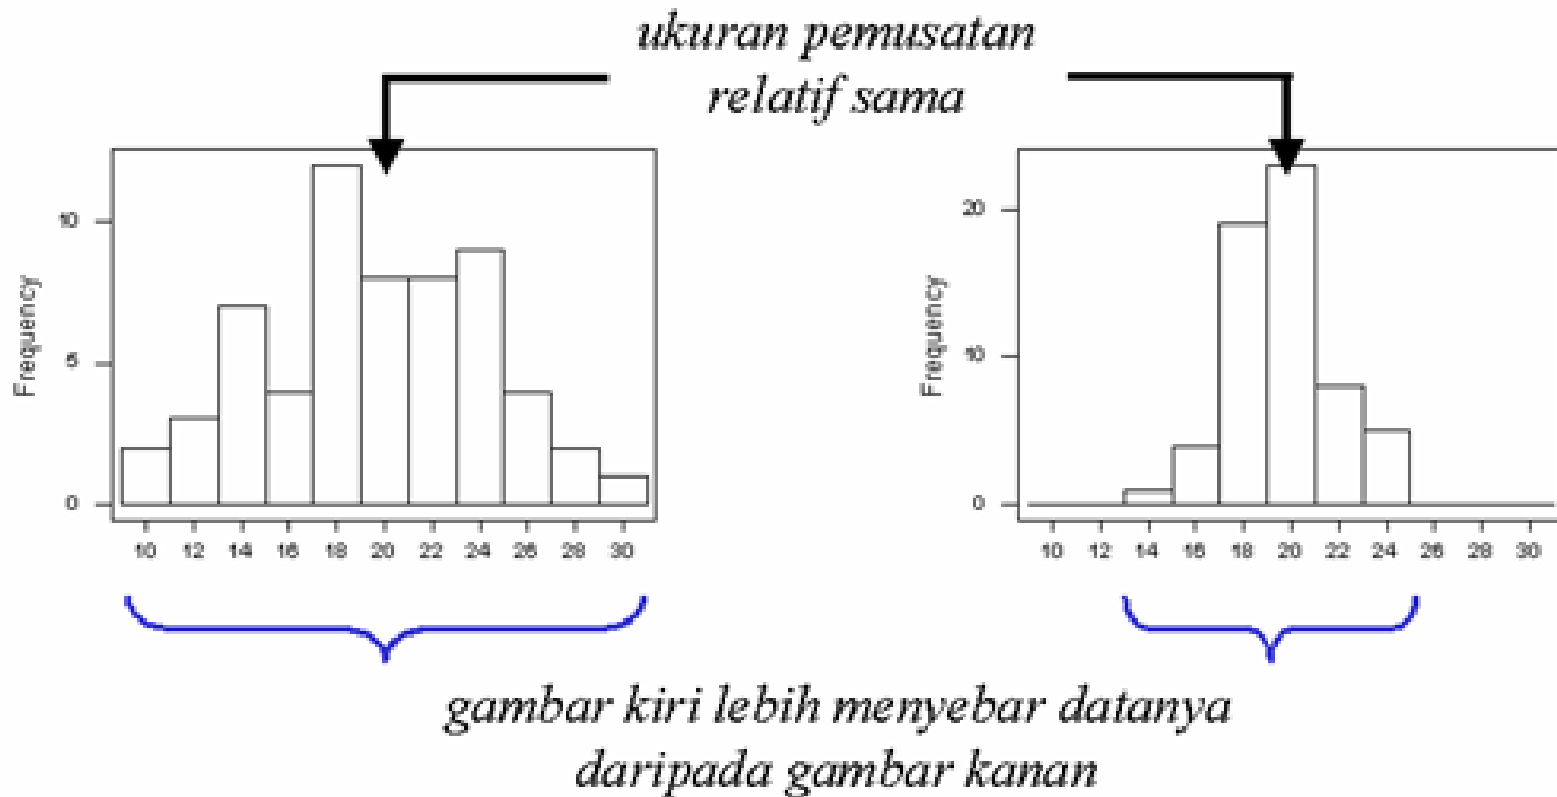 ukuran pemusatan
relatif sama
Frequency
10
5
0
10 12 14 16 18 20 22 24 26 28 30
Frequency
20
10
0
10 12 14 16 18 20 22 24 26 28 30
gambar kiri lebih menyebar datanya
daripada gambar kanan